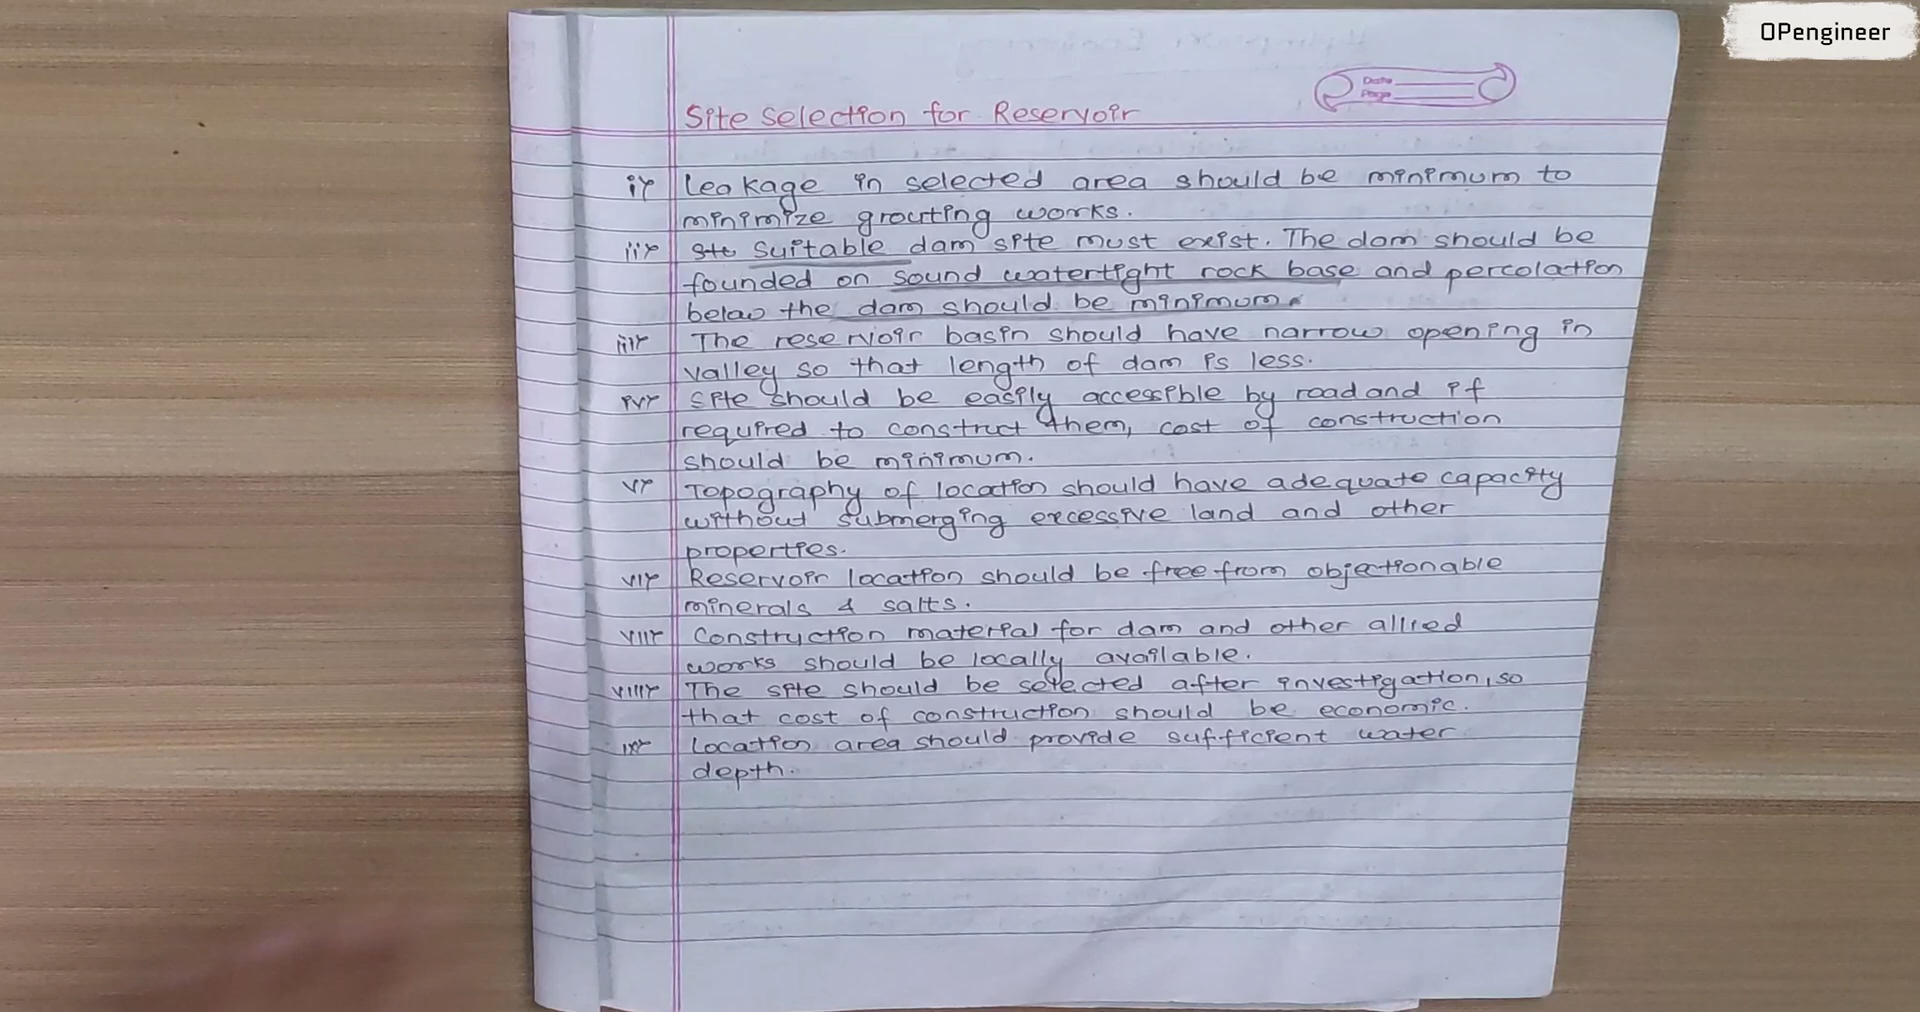 OPengineer
Date
Page
Site Selection for Reservoir
i) Leakage in selected area should be minimum to
minimize grouting works.
ii) Suitable dam site must exist. The dam should be
founded on sound watertight rock base and percolation
below the dam should be minimum.
iii) The reservoir basin should have narrow opening in
valley so that length of dam is less.
iv) Site should be easily accessible by road and if
required to construct them, cost of construction
should be minimum.
v) Topography of location should have adequate capacity
without submerging excessive land and other
properties.
vi) Reservoir location should be free from objectionable
minerals & salts.
vii) Construction material for dam and other allied
works should be locally available.
viii) The site should be selected after investigation, so
that cost of construction should be economic.
ix) Location area should provide sufficient water
depth.